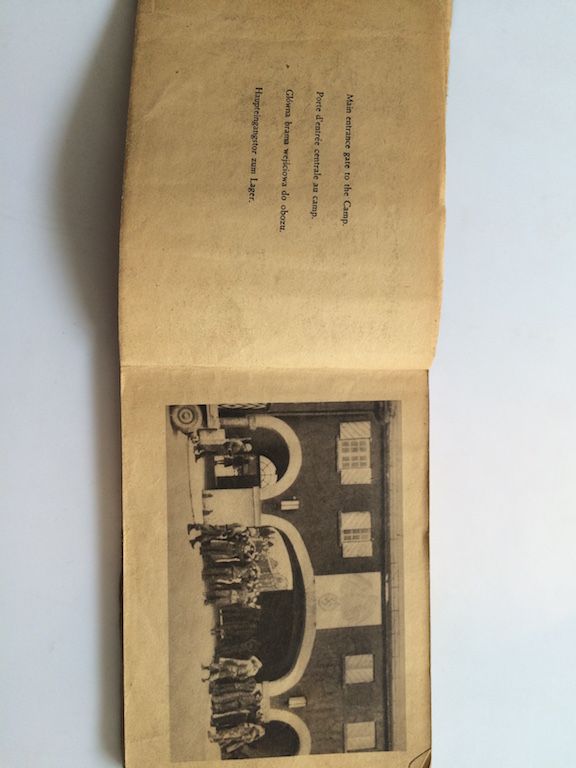 Main entrance gate to the Camp.
Porte d'entrée centrale au camp.
Główna brama wejściowa do obozu.
Haupteingangstor zum Lager.